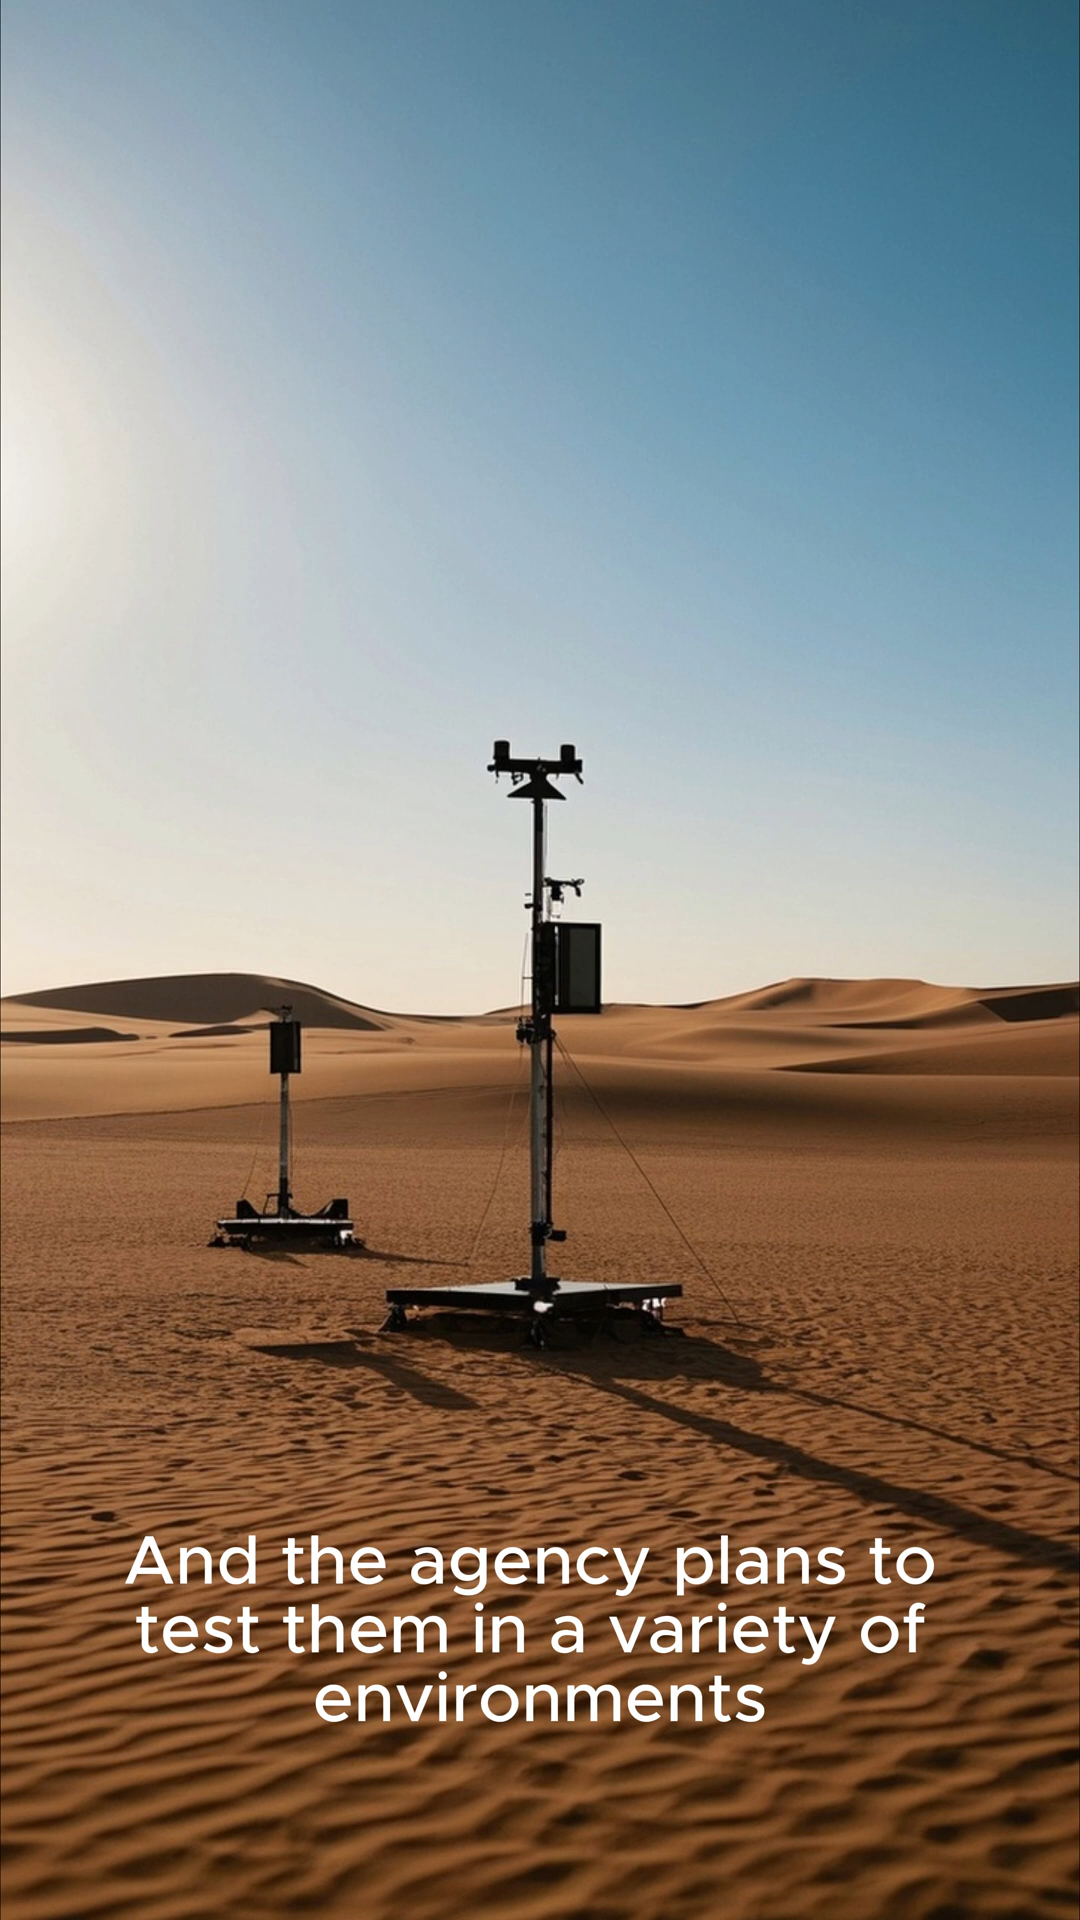 And the agency plans to
test them in a variety of
environments